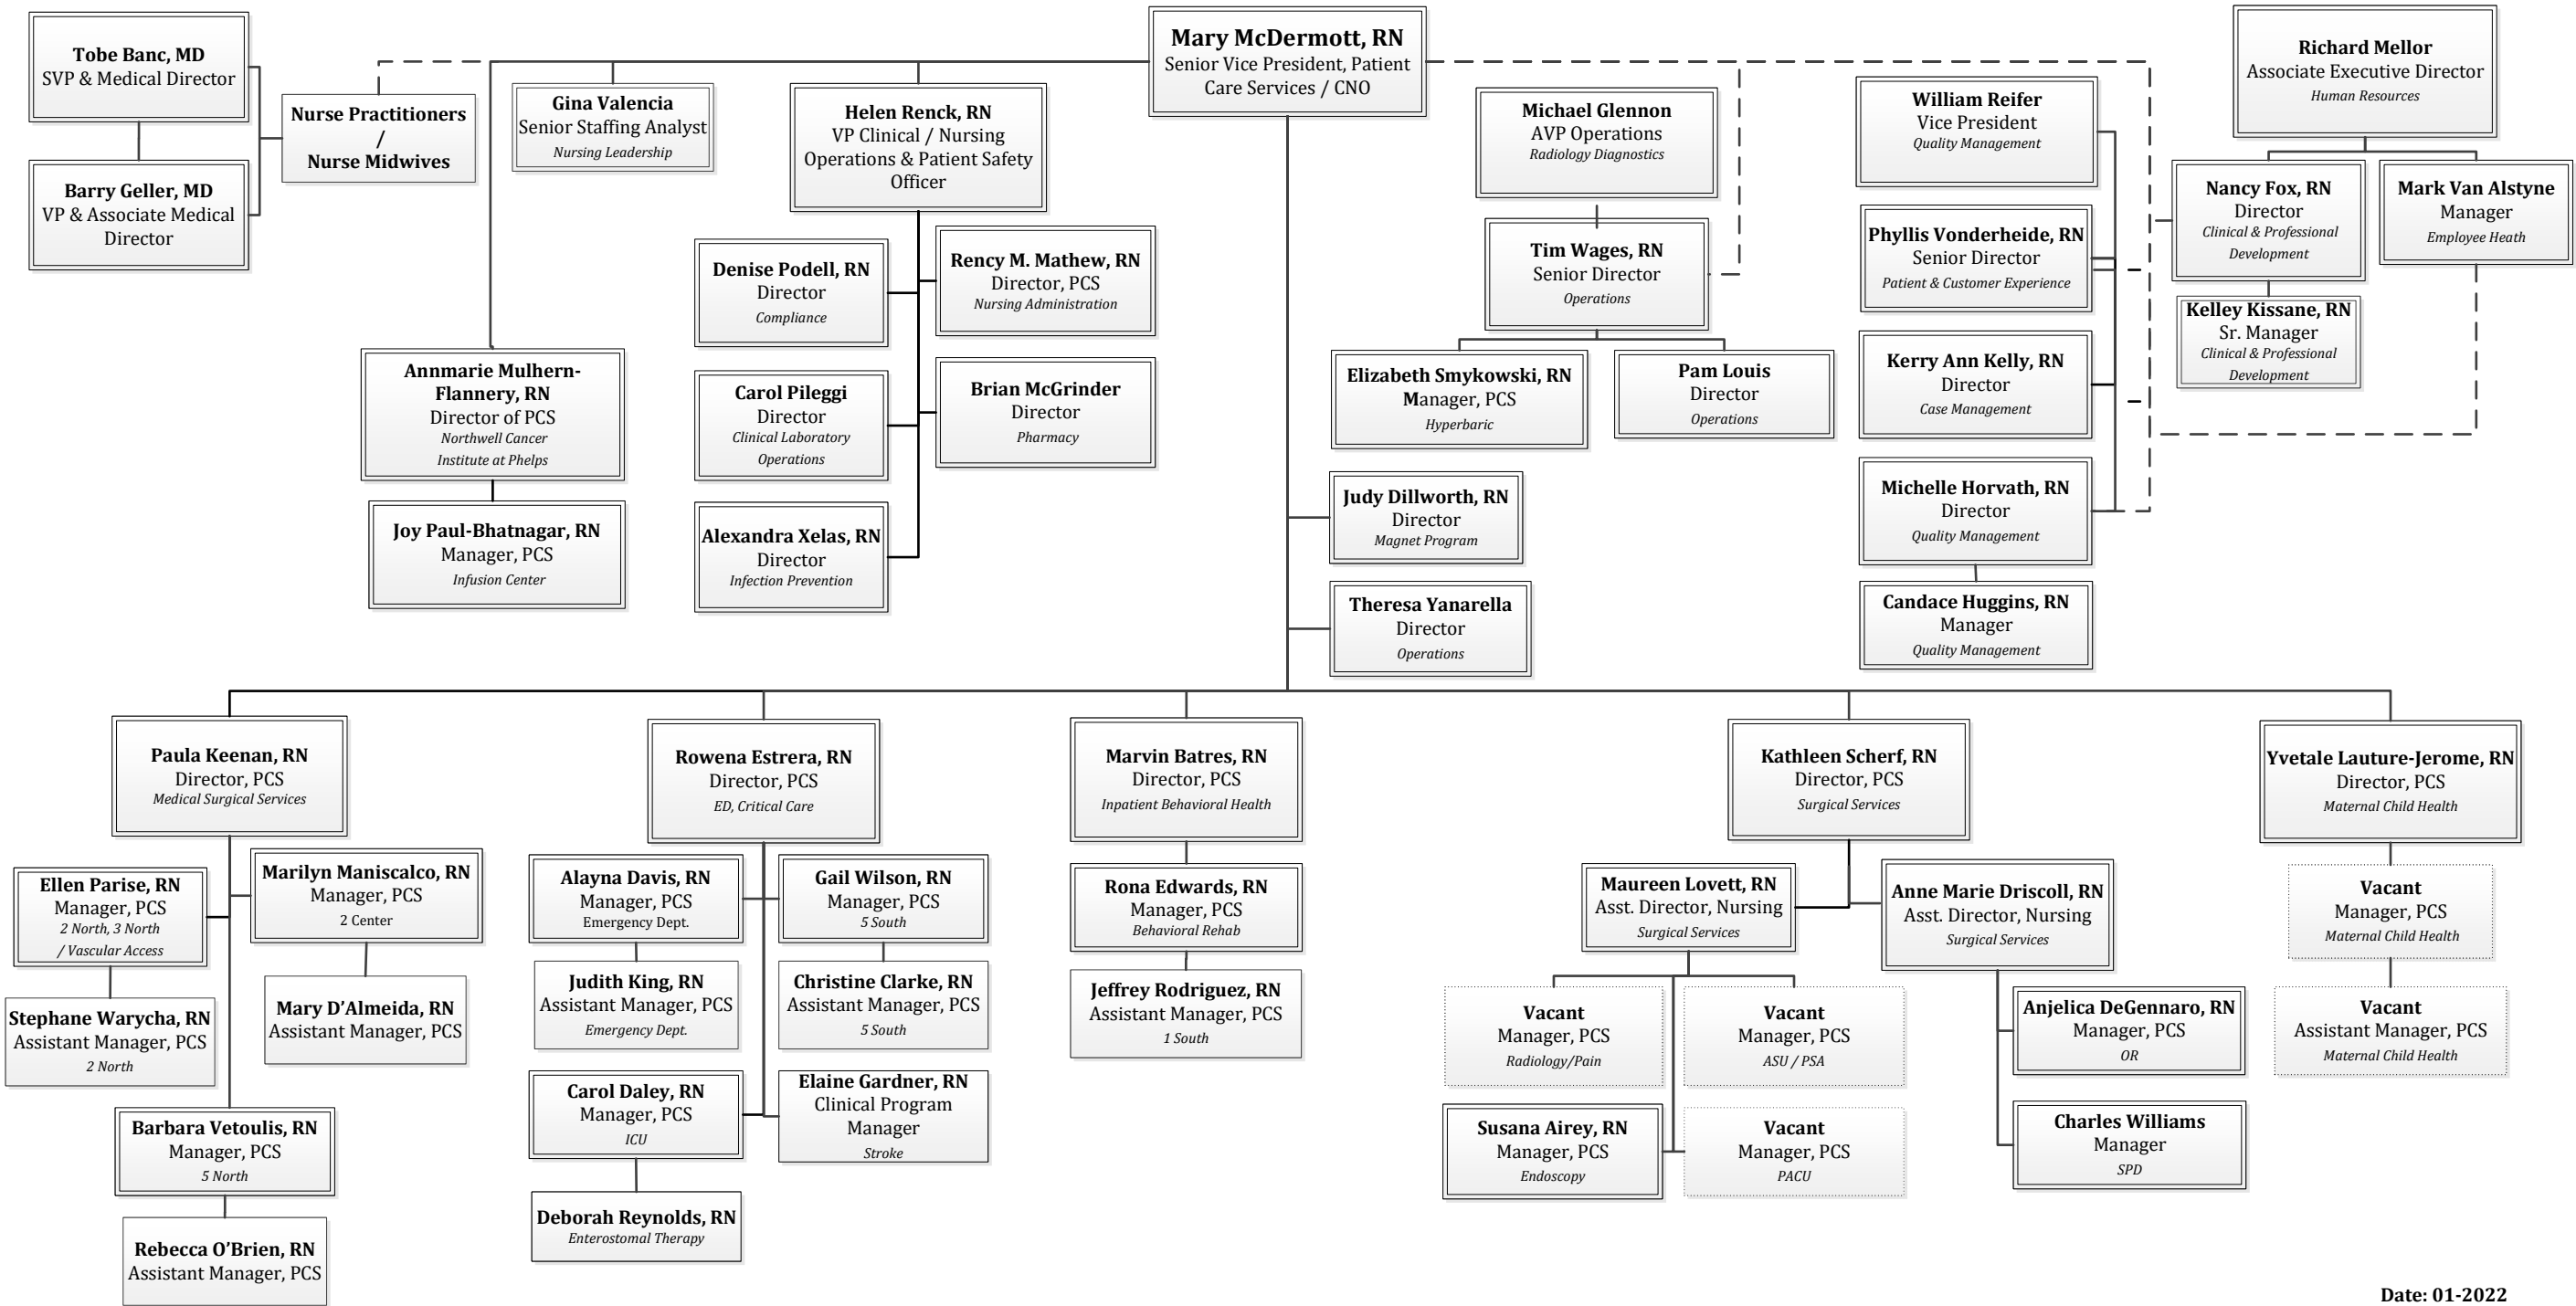 Tobe Banc, MD
SVP & Medical Director
Barry Geller, MD
VP & Associate Medical
Director
Nurse Practitioners
/
Nurse Midwives
Mary McDermott, RN
Senior Vice President, Patient
Care Services / CNO
Gina Valencia
Senior Staffing Analyst
Nursing Leadership
Helen Renck, RN
VP Clinical / Nursing
Operations & Patient Safety
Officer
Denise Podell, RN
Director
Compliance
Rency M. Mathew, RN
Director, PCS
Nursing Administration
Carol Pileggi
Director
Clinical Laboratory
Operations
Brian McGrinder
Director
Pharmacy
Alexandra Xelas, RN
Director
Infection Prevention
Annmarie Mulhern-
Flannery, RN
Director of PCS
Northwell Cancer
Institute at Phelps
Joy Paul-Bhatnagar, RN
Manager, PCS
Infusion Center
Michael Glennon
AVP Operations
Radiology Diagnostics
Tim Wages, RN
Senior Director
Operations
Elizabeth Smykowski, RN
Manager, PCS
Hyperbaric
Pam Louis
Director
Operations
Judy Dillworth, RN
Director
Magnet Program
Theresa Yanarella
Director
Operations
William Reifer
Vice President
Quality Management
Phyllis Vonderheide, RN
Senior Director
Patient & Customer Experience
Kerry Ann Kelly, RN
Director
Case Management
Michelle Horvath, RN
Director
Quality Management
Candace Huggins, RN
Manager
Quality Management
Richard Mellor
Associate Executive Director
Human Resources
Nancy Fox, RN
Director
Clinical & Professional
Development
Mark Van Alstyne
Manager
Employee Heath
Kelley Kissane, RN
Sr. Manager
Clinical & Professional
Development
Paula Keenan, RN
Director, PCS
Medical Surgical Services
Ellen Parise, RN
Manager, PCS
2 North, 3 North
/ Vascular Access
Marilyn Maniscalco, RN
Manager, PCS
2 Center
Stephane Warycha, RN
Assistant Manager, PCS
2 North
Mary D’Almeida, RN
Assistant Manager, PCS
Barbara Vetoulis, RN
Manager, PCS
5 North
Rebecca O’Brien, RN
Assistant Manager, PCS
Rowena Estrera, RN
Director, PCS
ED, Critical Care
Alayna Davis, RN
Manager, PCS
Emergency Dept.
Gail Wilson, RN
Manager, PCS
5 South
Judith King, RN
Assistant Manager, PCS
Emergency Dept.
Christine Clarke, RN
Assistant Manager, PCS
5 South
Carol Daley, RN
Manager, PCS
ICU
Elaine Gardner, RN
Clinical Program
Manager
Stroke
Deborah Reynolds, RN
Enterostomal Therapy
Marvin Batres, RN
Director, PCS
Inpatient Behavioral Health
Rona Edwards, RN
Manager, PCS
Behavioral Rehab
Jeffrey Rodriguez, RN
Assistant Manager, PCS
1 South
Kathleen Scherf, RN
Director, PCS
Surgical Services
Maureen Lovett, RN
Asst. Director, Nursing
Surgical Services
Anne Marie Driscoll, RN
Asst. Director, Nursing
Surgical Services
Vacant
Manager, PCS
Radiology/Pain
Vacant
Manager, PCS
ASU / PSA
Susana Airey, RN
Manager, PCS
Endoscopy
Vacant
Manager, PCS
PACU
Anjelica DeGennaro, RN
Manager, PCS
OR
Charles Williams
Manager
SPD
Yvetale Lauture-Jerome, RN
Director, PCS
Maternal Child Health
Vacant
Manager, PCS
Maternal Child Health
Vacant
Assistant Manager, PCS
Maternal Child Health
Date: 01-2022